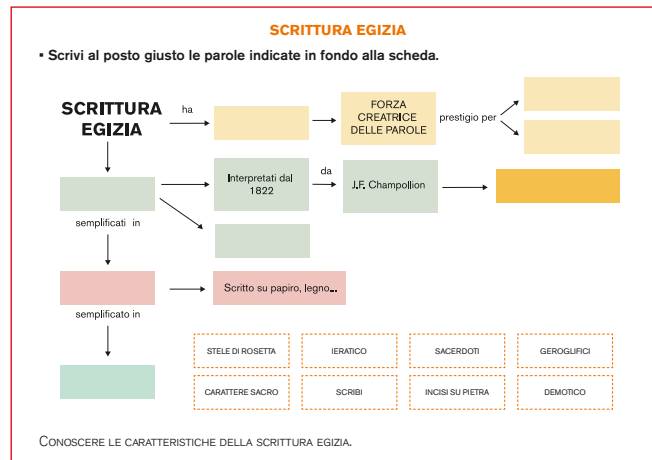 SCRITTURA EGIZIA
▪ Scrivi al posto giusto le parole indicate in fondo alla scheda.
SCRITTURA
EGIZIA
ha
FORZA
CREATRICE
DELLE PAROLE
prestigio per
Interpretati dal
1822
da
J.F. Champollion
semplificati in
Scritto su papiro, legno...
semplificato in
STELE DI ROSETTA
IERATICO
SACERDOTI
GEROGLIFICI
CARATTERE SACRO
SCRIBI
INCISI SU PIETRA
DEMOTICO
CONOSCERE LE CARATTERISTICHE DELLA SCRITTURA EGIZIA.